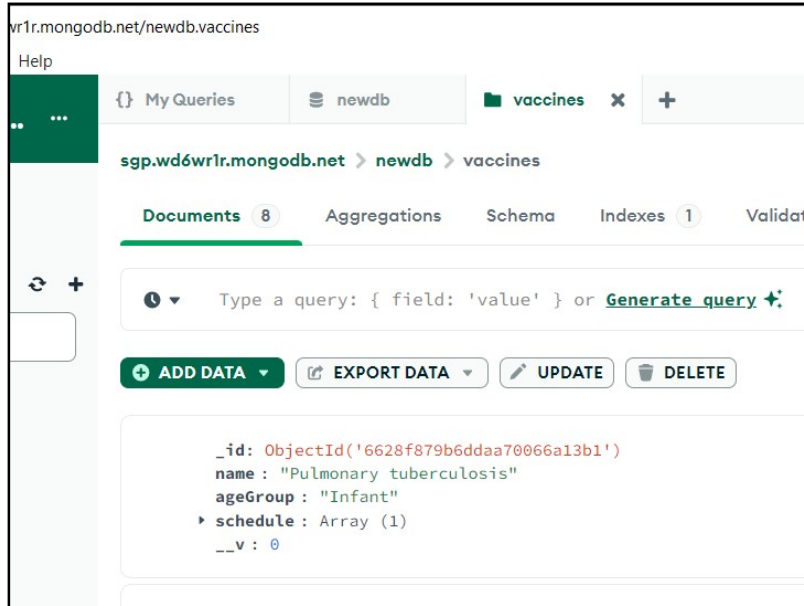 vr1r.mongodb.net/newdb.vaccines
Help
{} My Queries newdb vaccines
sgp.wd6wr1r.mongodb.net > newdb > vaccines
Documents 8 Aggregations Schema Indexes 1 Validat
Type a query: { field: 'value' } or Generate query
ADD DATA EXPORT DATA UPDATE DELETE
_id: ObjectId('6628f879b6ddaa70066a13b1')
name : "Pulmonary tuberculosis"
ageGroup : "Infant"
schedule : Array (1)
__v : 0